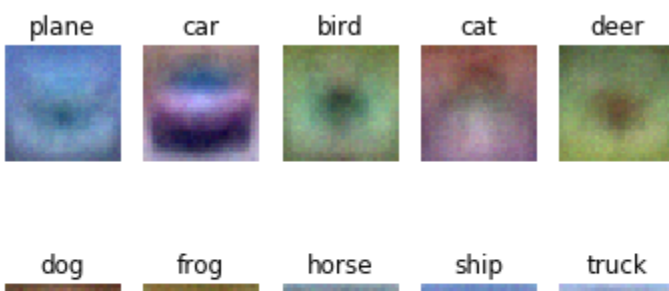 plane car bird cat deer
dog frog horse ship truck